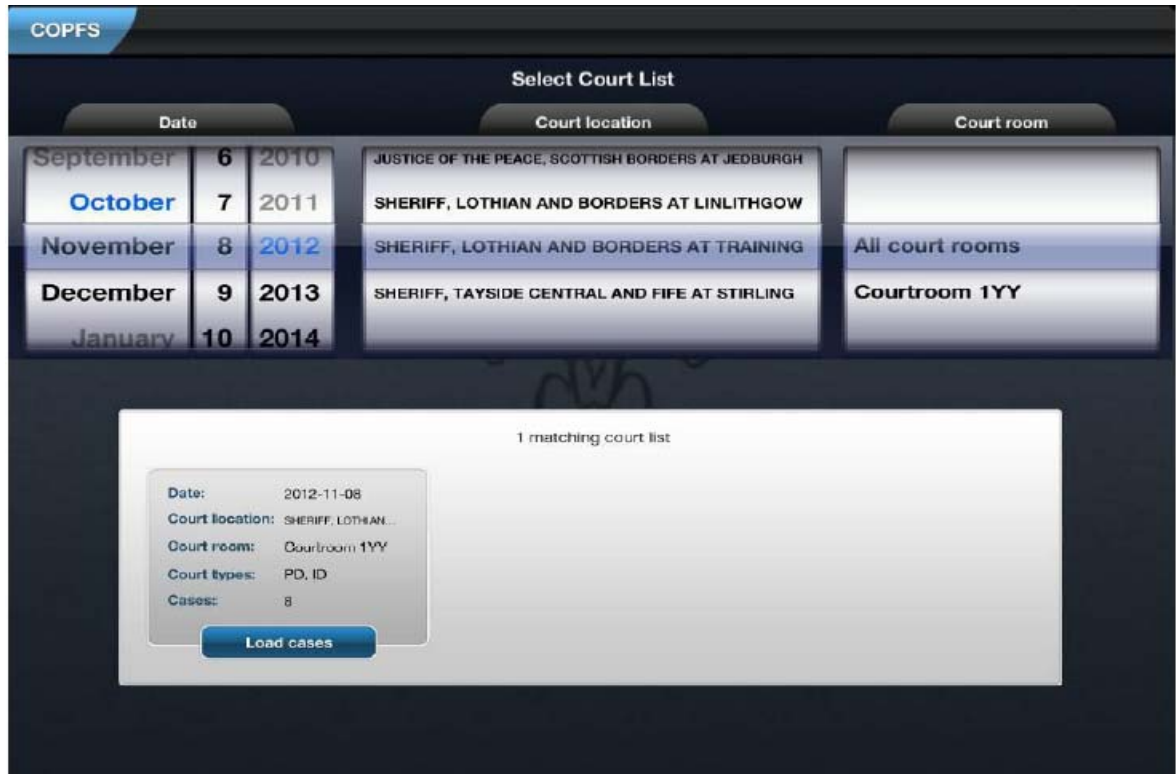 COPFS
Select Court List
Date Court location Court room
September 6 2010 JUSTICE OF THE PEACE, SCOTTISH BORDERS AT JEDBURGH
October 7 2011 SHERIFF, LOTHIAN AND BORDERS AT LINLITHGOW
November 8 2012 SHERIFF, LOTHIAN AND BORDERS AT TRAINING All court rooms
December 9 2013 SHERIFF, TAYSIDE CENTRAL AND FIFE AT STIRLING Courtroom 1YY
January 10 2014
1 matching court list
Date: 2012-11-08
Court location: SHERIFF, LOTHIAN...
Court room: Courtroom 1YY
Court types: PD, ID
Cases: 8
Load cases